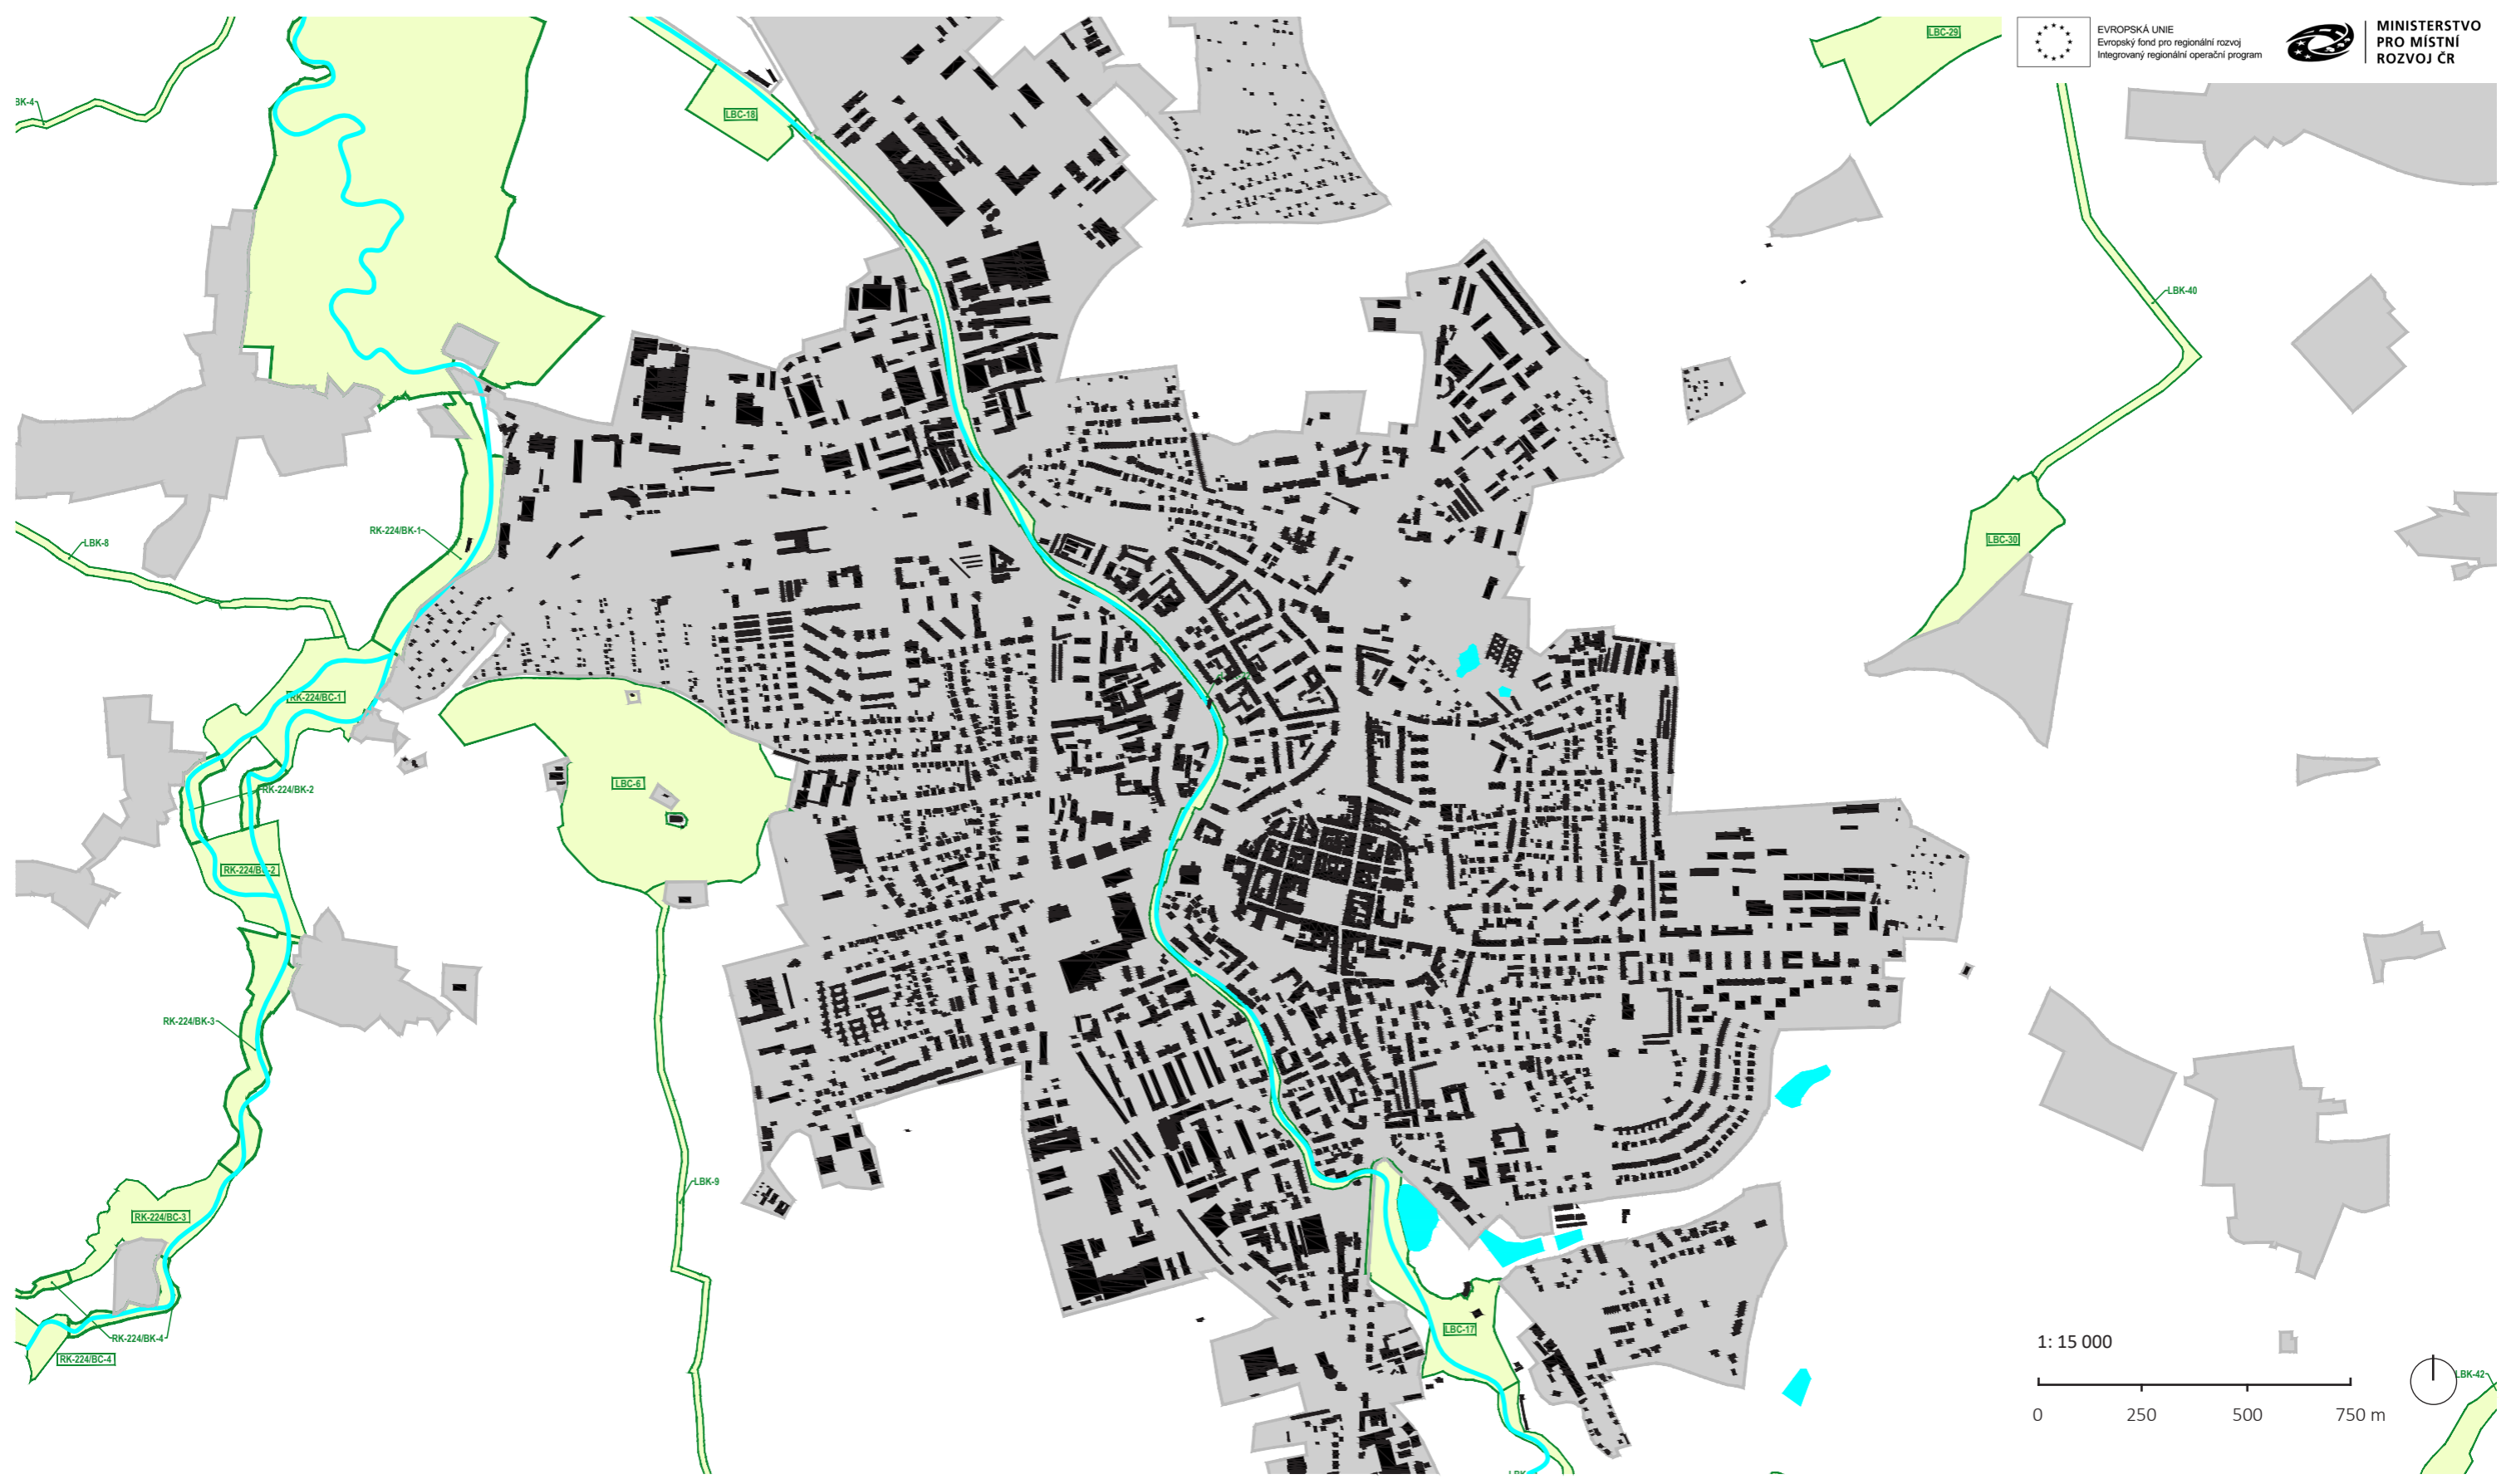 LBC-29
EVROPSKÁ UNIE
Evropský fond pro regionální rozvoj
Integrovaný regionální operační program
MINISTERSTVO
PRO MÍSTNÍ
ROZVOJ ČR
BK-4
LBC-18
LBK-40
RK-224/BK-1
LBK-8
LBC-30
RK-224/BC-1
LBC-6
RK-224/BK-2
RK-224/BC-2
RK-224/BK-3
LBK-9
RK-224/BC-3
LBC-17
RK-224/BK-4
RK-224/BC-4
1: 15 000
LBK-42
0 250 500 750 m